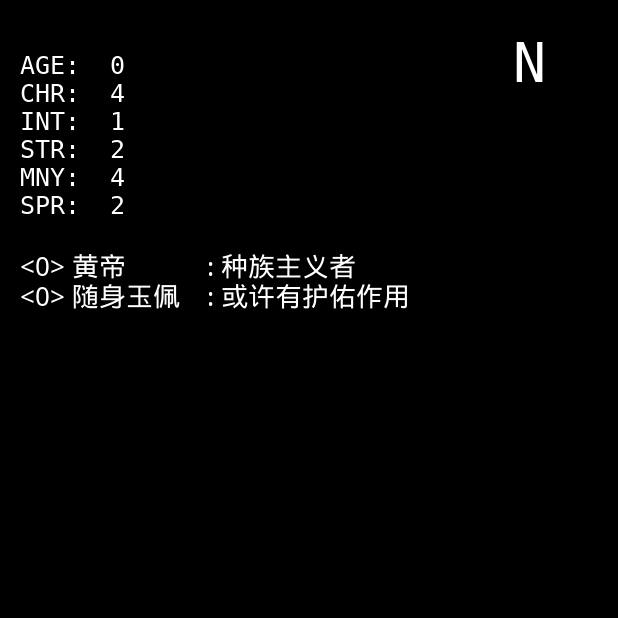 N
AGE: 0
CHR: 4
INT: 1
STR: 2
MNY: 4
SPR: 2
<O> 黄帝 :种族主义者
<O> 随身玉佩 :或许有护佑作用